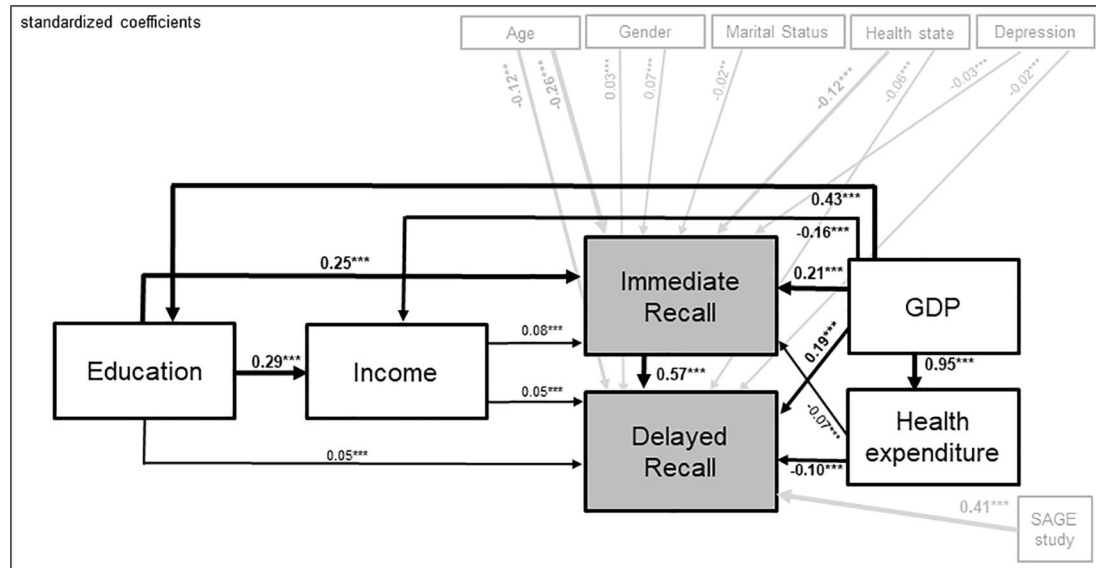 standardized coefficients
Age
Gender
Marital Status
Health state
Depression
-0.12***
-0.26***
0.03***
0.07***
-0.02**
-0.12***
-0.06***
-0.03***
-0.02***
0.43***
-0.16***
0.25***
Immediate
Recall
0.21***
GDP
0.08***
0.19***
Education
0.29***
Income
0.57***
0.95***
0.05***
-0.07***
Delayed
Recall
Health
expenditure
0.05***
-0.10***
0.41***
SAGE
study